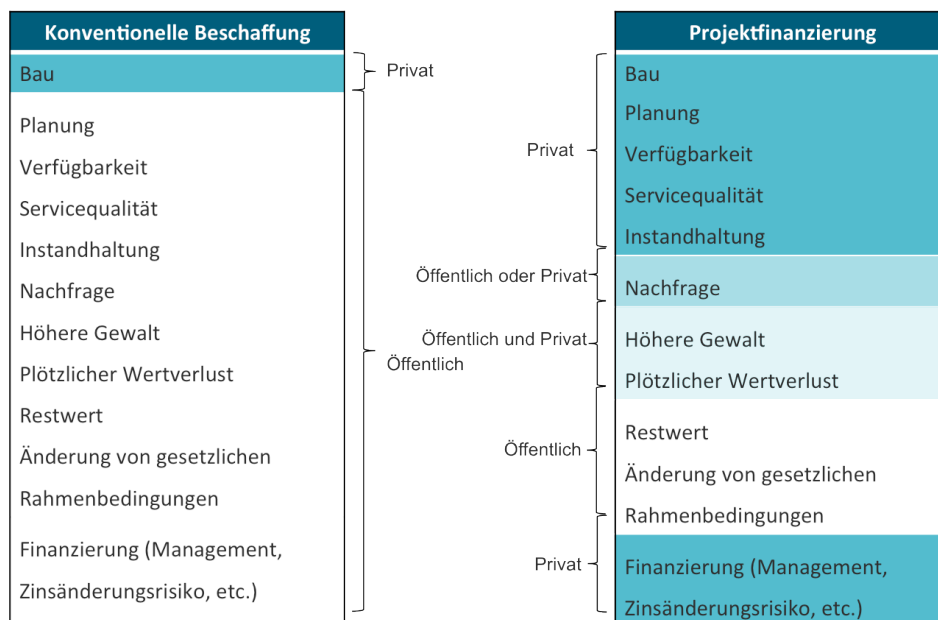 Konventionelle Beschaffung
Bau
Planung
Verfügbarkeit
Servicequalität
Instandhaltung
Nachfrage
Höhere Gewalt
Plötzlicher Wertverlust
Restwert
Änderung von gesetzlichen
Rahmenbedingungen
Finanzierung (Management,
Zinsänderungsrisiko, etc.)
Privat
Öffentlich
Privat
Öffentlich oder Privat
Öffentlich und Privat
Öffentlich
Privat
Projektfinanzierung
Bau
Planung
Verfügbarkeit
Servicequalität
Instandhaltung
Nachfrage
Höhere Gewalt
Plötzlicher Wertverlust
Restwert
Änderung von gesetzlichen
Rahmenbedingungen
Finanzierung (Management,
Zinsänderungsrisiko, etc.)